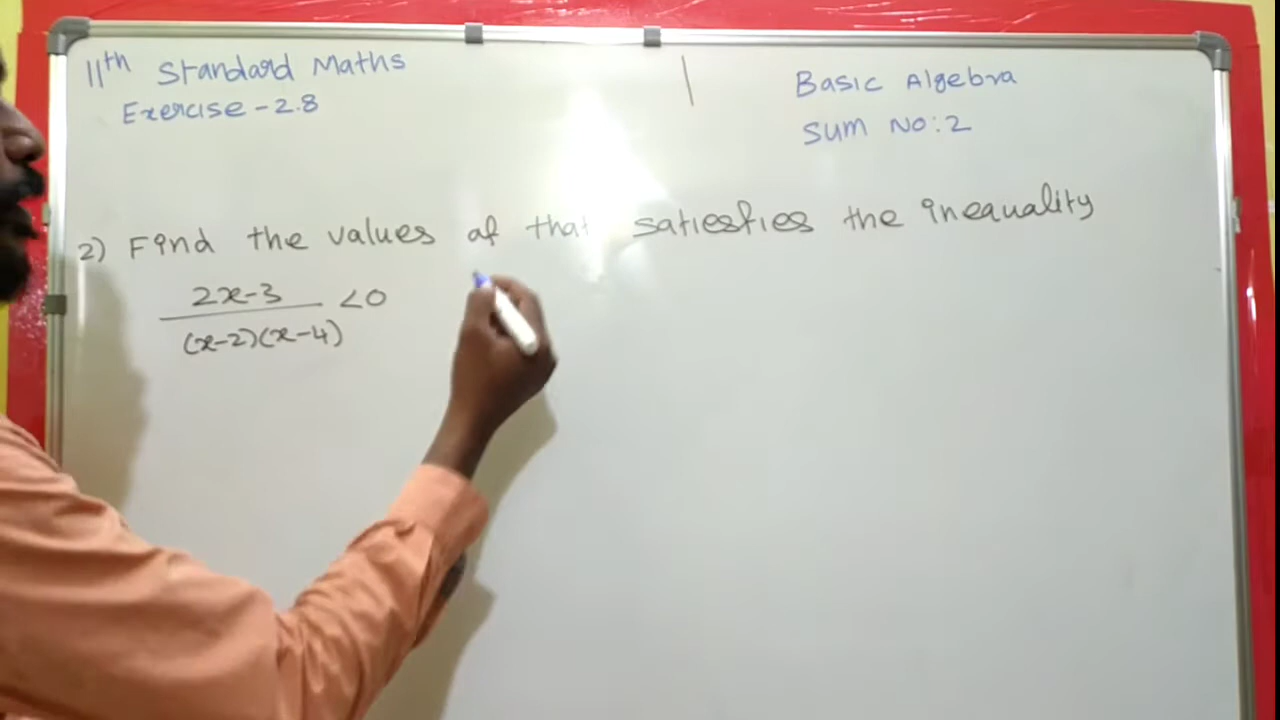 11th Standard Maths
Exercise - 2.8
Basic Algebra
Sum No: 2
2) Find the values of that satiesfies the inequality
2x-3
(x-2)(x-4) <0